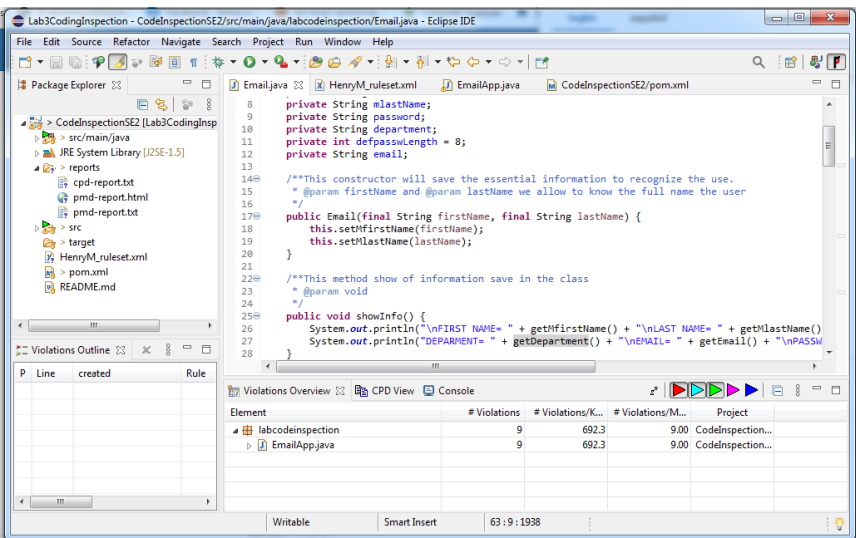 Lab3CodingInspection - CodeInspectionSE2/src/main/java/labcodeinspection/Email.java - Eclipse IDE
File Edit Source Refactor Navigate Search Project Run Window Help
Package Explorer
> CodeInspectionSE2 [Lab3CodingInsp
> src/main/java
JRE System Library [J2SE-1.5]
> reports
cpd-report.txt
pmd-report.html
pmd-report.txt
> src
> target
HenryM_ruleset.xml
> pom.xml
README.md
Violations Outline
P Line created Rule
Email.java HenryM_ruleset.xml EmailApp.java CodeInspectionSE2/pom.xml
8 private String mlastName;
9 private String password;
10 private String department;
11 private int defpasswLength = 8;
12 private String email;
13
14 /**This constructor will save the essential information to recognize the use.
15 * @param firstName and @param lastName we allow to know the full name the user
16 */
17 public Email(final String firstName, final String lastName) {
18 this.setMfirstName(firstName);
19 this.setMlastName(lastName);
20 }
21
22 /**This method show of information save in the class
23 * @param void
24 */
25 public void showInfo() {
26 System.out.println("\nFIRST NAME= " + getMfirstName() + "\nLAST NAME= " + getMlastName()
27 System.out.println("DEPARMENT= " + getDepartment() + "\nEMAIL= " + getEmail() + "\nPASSW
28 }
Violations Overview CPD View Console
Element # Violations # Violations/K... # Violations/M... Project
labcodeinspection 9 692.3 9.00 CodeInspection...
EmailApp.java 9 692.3 9.00 CodeInspection...
Writable Smart Insert 63 : 9 : 1938